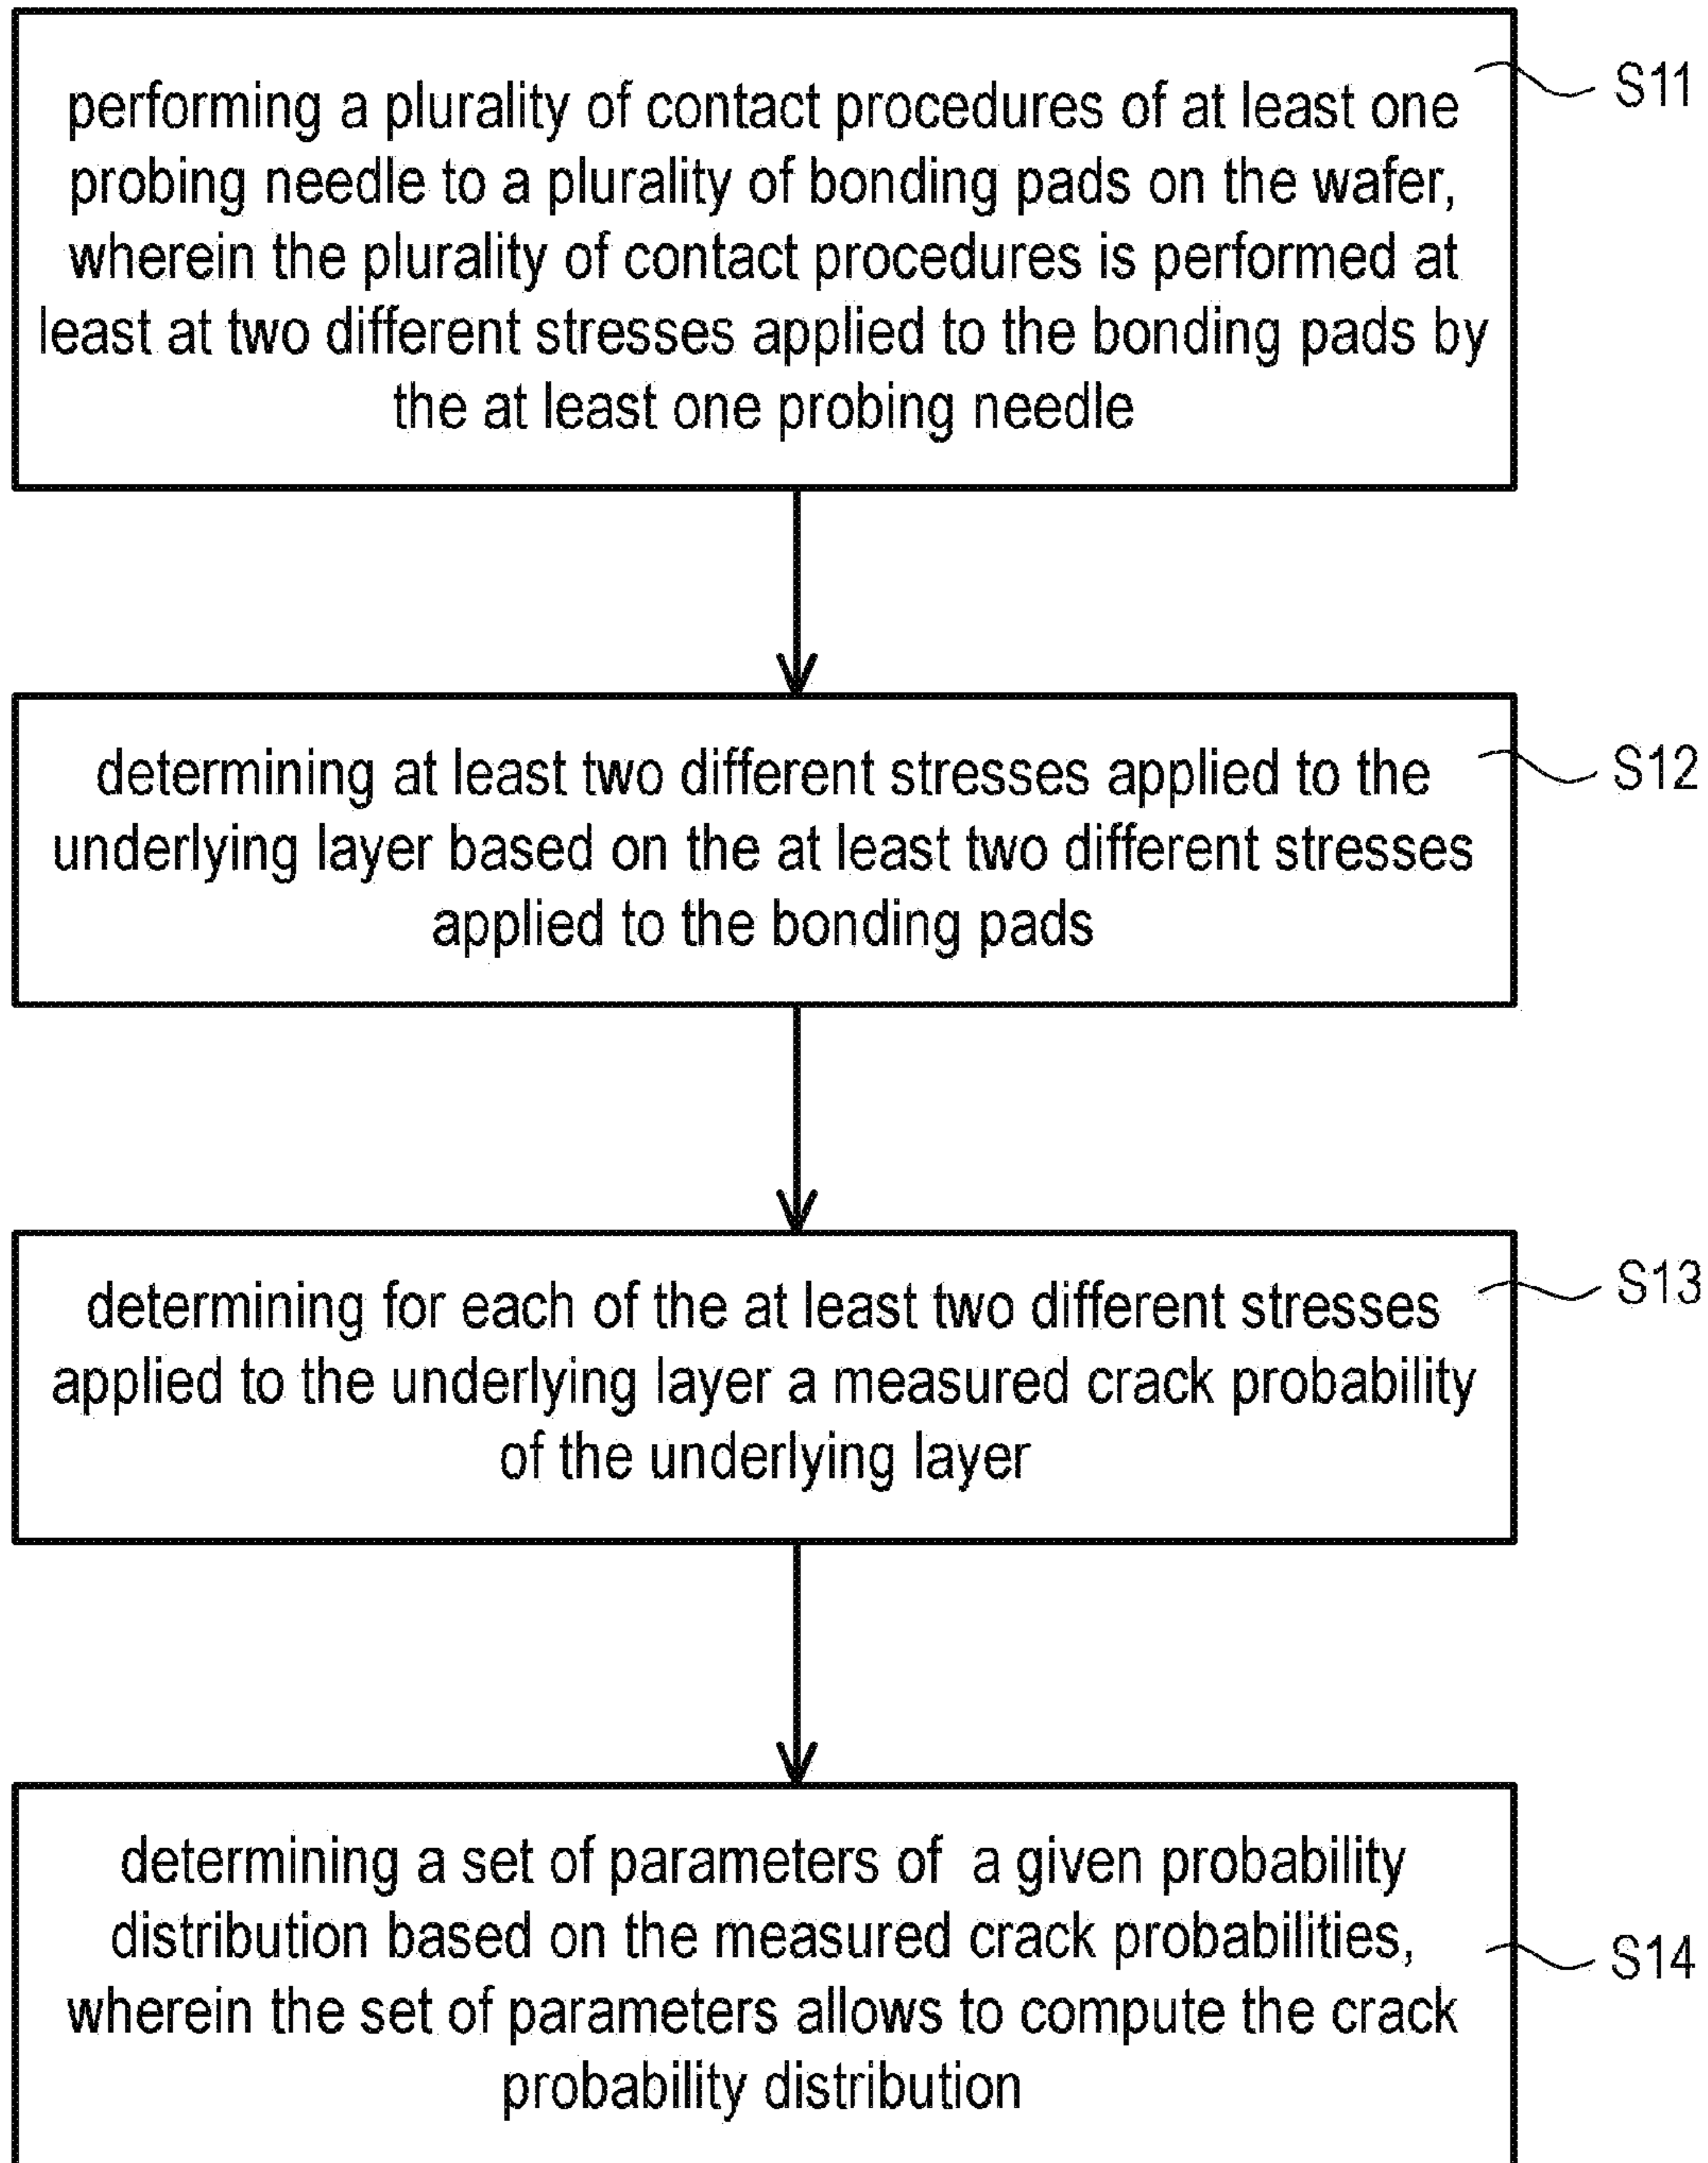 performing a plurality of contact procedures of at least one
probing needle to a plurality of bonding pads on the wafer,
wherein the plurality of contact procedures is performed at
least at two different stresses applied to the bonding pads by
the at least one probing needle
S11
determining at least two different stresses applied to the
underlying layer based on the at least two different stresses
applied to the bonding pads
S12
determining for each of the at least two different stresses
applied to the underlying layer a measured crack probability
of the underlying layer
S13
determining a set of parameters of a given probability
distribution based on the measured crack probabilities,
wherein the set of parameters allows to compute the crack
probability distribution
S14